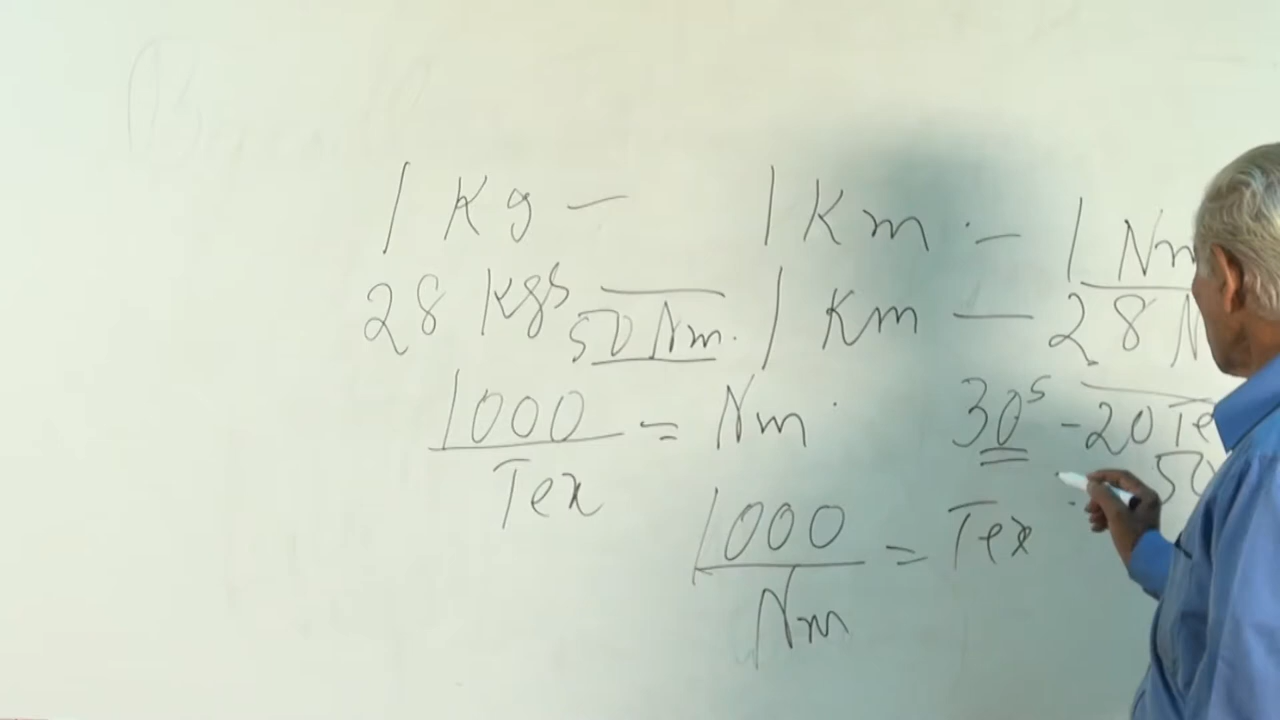 1 Kg — 1 Km. — 1 Nm
28 kgs — 1 Km — 28 N
50 Nm.
1000 / Tex = Nm.
30s - 20 Te
50
1000 / Nm = Tex